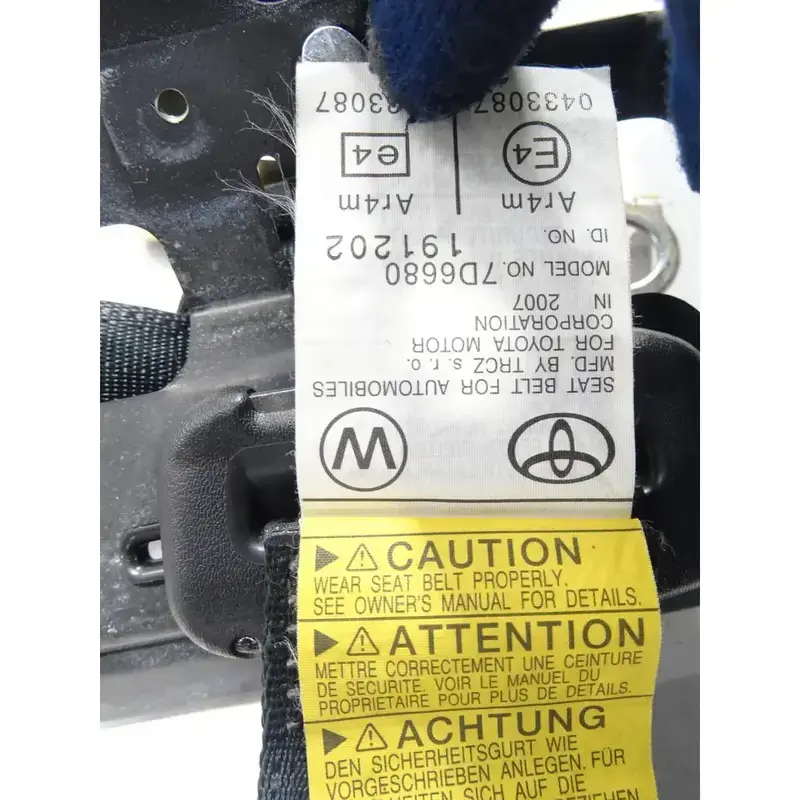 M
SEAT BELT FOR AUTOMOBILES
MFD. BY TRCZ s. r. o.
FOR TOYOTA MOTOR
CORPORATION
IN 2007
MODEL NO. 7D6680
ID. NO. 191202
Ar4m Ar4m
E4 e4
0433087
CAUTION
WEAR SEAT BELT PROPERLY.
SEE OWNER'S MANUAL FOR DETAILS.
ATTENTION
METTRE CORRECTEMENT UNE CEINTURE
DE SECURITE. VOIR LE MANUEL DU
PROPRIETAIRE POUR PLUS DE DETAILS.
ACHTUNG
DEN SICHERHEITSGURT WIE
VORGESCHRIEBEN ANLEGEN. FÜR
SICH AUF DIE